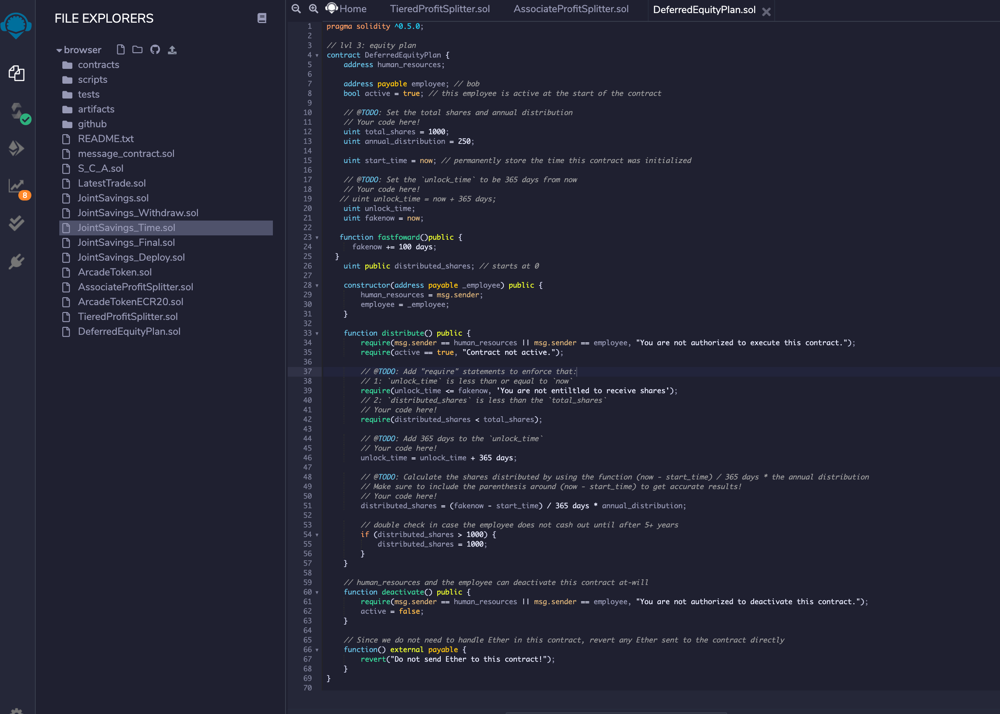 FILE EXPLORERS
browser
contracts
scripts
tests
artifacts
github
README.txt
message_contract.sol
S_C_A.sol
LatestTrade.sol
JointSavings.sol
JointSavings_Withdraw.sol
JointSavings_Time.sol
JointSavings_Final.sol
JointSavings_Deploy.sol
ArcadeToken.sol
AssociateProfitSplitter.sol
ArcadeTokenECR20.sol
TieredProfitSplitter.sol
DeferredEquityPlan.sol
8
Home TieredProfitSplitter.sol AssociateProfitSplitter.sol DeferredEquityPlan.sol
1 pragma solidity ^0.5.0;
2
3 // lvl 3: equity plan
4 contract DeferredEquityPlan {
5 address human_resources;
6
7 address payable employee; // bob
8 bool active = true; // this employee is active at the start of the contract
9
10 // @TODO: Set the total shares and annual distribution
11 // Your code here!
12 uint total_shares = 1000;
13 uint annual_distribution = 250;
14
15 uint start_time = now; // permanently store the time this contract was initialized
16
17 // @TODO: Set the `unlock_time` to be 365 days from now
18 // Your code here!
19 // uint unlock_time = now + 365 days;
20 uint unlock_time;
21 uint fakenow = now;
22
23 function fastfoward()public {
24 fakenow += 100 days;
25 }
26 uint public distributed_shares; // starts at 0
27
28 constructor(address payable _employee) public {
29 human_resources = msg.sender;
30 employee = _employee;
31 }
32
33 function distribute() public {
34 require(msg.sender == human_resources || msg.sender == employee, "You are not authorized to execute this contract.");
35 require(active == true, "Contract not active.");
36
37 // @TODO: Add "require" statements to enforce that:
38 // 1: `unlock_time` is less than or equal to `now`
39 require(unlock_time <= fakenow, 'You are not entiltled to receive shares');
40 // 2: `distributed_shares` is less than the `total_shares`
41 // Your code here!
42 require(distributed_shares < total_shares);
43
44 // @TODO: Add 365 days to the `unlock_time`
45 // Your code here!
46 unlock_time = unlock_time + 365 days;
47
48 // @TODO: Calculate the shares distributed by using the function (now - start_time) / 365 days * the annual distribution
49 // Make sure to include the parenthesis around (now - start_time) to get accurate results!
50 // Your code here!
51 distributed_shares = (fakenow - start_time) / 365 days * annual_distribution;
52
53 // double check in case the employee does not cash out until after 5+ years
54 if (distributed_shares > 1000) {
55 distributed_shares = 1000;
56 }
57 }
58
59 // human_resources and the employee can deactivate this contract at-will
60 function deactivate() public {
61 require(msg.sender == human_resources || msg.sender == employee, "You are not authorized to deactivate this contract.");
62 active = false;
63 }
64
65 // Since we do not need to handle Ether in this contract, revert any Ether sent to the contract directly
66 function() external payable {
67 revert("Do not send Ether to this contract!");
68 }
69 }
70